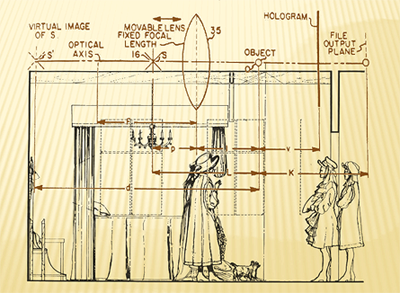 HOLOGRAM
VIRTUAL IMAGE
OF S
MOVABLE LENS
FIXED FOCAL
LENGTH
35
FILE
OUTPUT
PLANE
OPTICAL
AXIS
OBJECT
S'
16
S
F
p
v
L
K
d